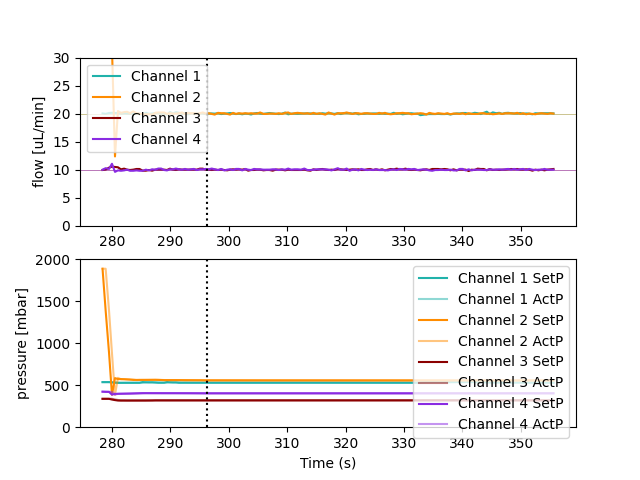 30
25
20
15
10
5
0
flow [uL/min]
Channel 1
Channel 2
Channel 3
Channel 4
280 290 300 310 320 330 340 350
2000
1500
1000
500
0
pressure [mbar]
Channel 1 SetP
Channel 1 ActP
Channel 2 SetP
Channel 2 ActP
Channel 3 SetP
Channel 3 ActP
Channel 4 SetP
Channel 4 ActP
280 290 300 310 320 330 340 350
Time (s)